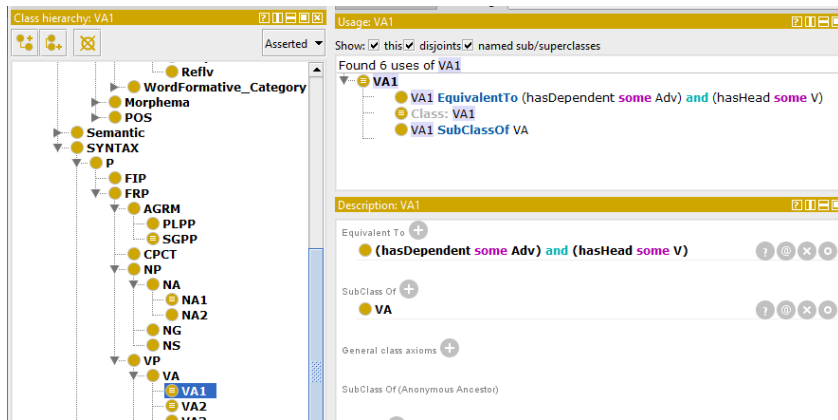 Class hierarchy: VA1
Asserted
Reflv
WordFormative_Category
Morphema
POS
Semantic
SYNTAX
P
FIP
FRP
AGRM
PLPP
SGPP
CPCT
NP
NA
NA1
NA2
NG
NS
VP
VA
VA1
VA2
Usage: VA1
Show: this disjoints named sub/superclasses
Found 6 uses of VA1
VA1
VA1 EquivalentTo (hasDependent some Adv) and (hasHead some V)
Class: VA1
VA1 SubClassOf VA
Description: VA1
Equivalent To
(hasDependent some Adv) and (hasHead some V)
SubClass Of
VA
General class axioms
SubClass Of (Anonymous Ancestor)